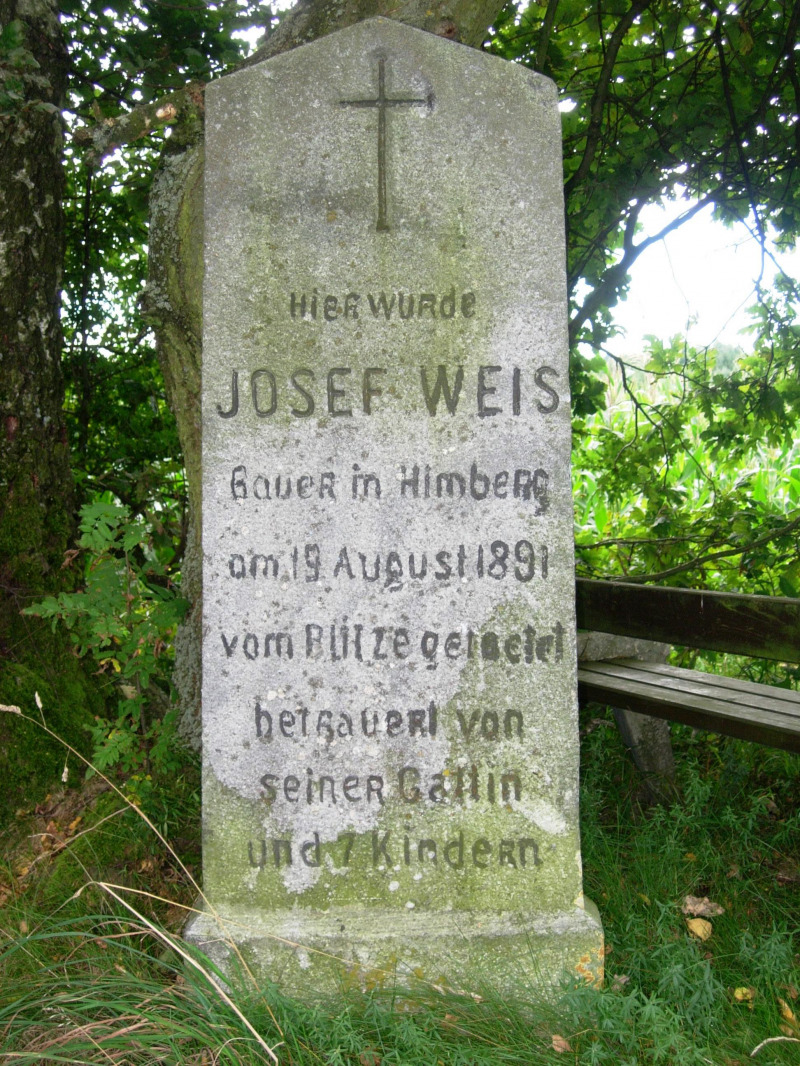 HIER WURDE
JOSEF WEIS
Bauer in Himberg
am 19 August 1891
vom Blitze getoetet
betrauert von
seiner Gattin
und 7 Kindern